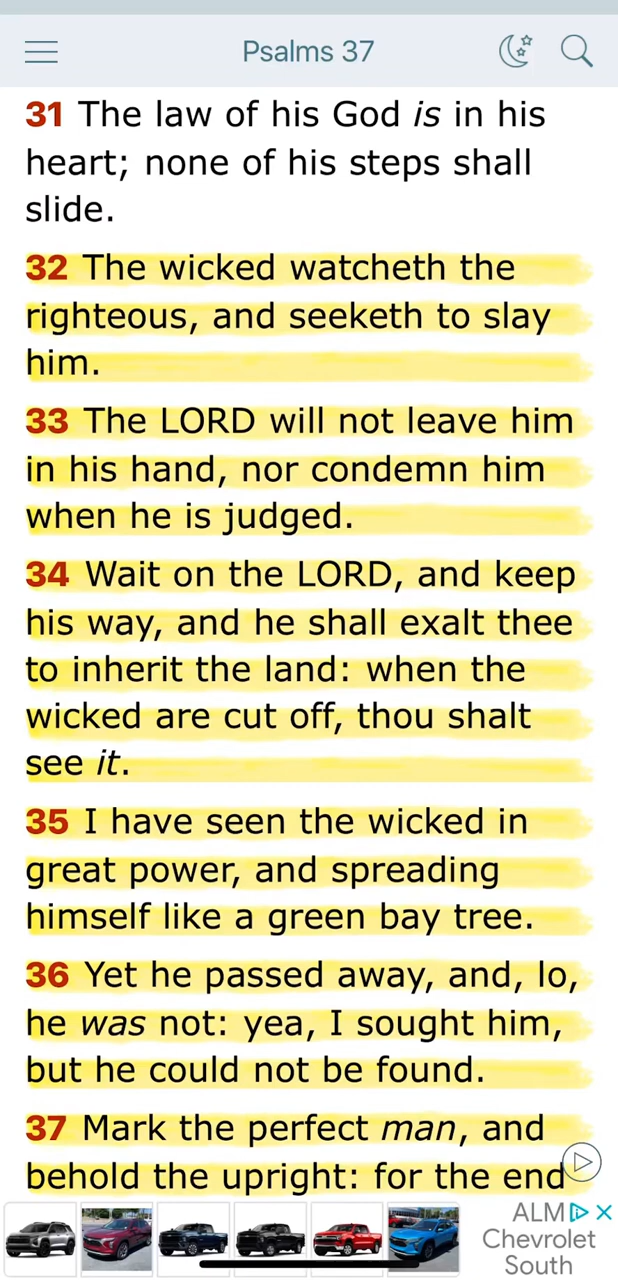 Psalms 37
31 The law of his God is in his
heart; none of his steps shall
slide.
32 The wicked watcheth the
righteous, and seeketh to slay
him.
33 The LORD will not leave him
in his hand, nor condemn him
when he is judged.
34 Wait on the LORD, and keep
his way, and he shall exalt thee
to inherit the land: when the
wicked are cut off, thou shalt
see it.
35 I have seen the wicked in
great power, and spreading
himself like a green bay tree.
36 Yet he passed away, and, lo,
he was not: yea, I sought him,
but he could not be found.
37 Mark the perfect man, and
behold the upright: for the end
ALM
Chevrolet
South